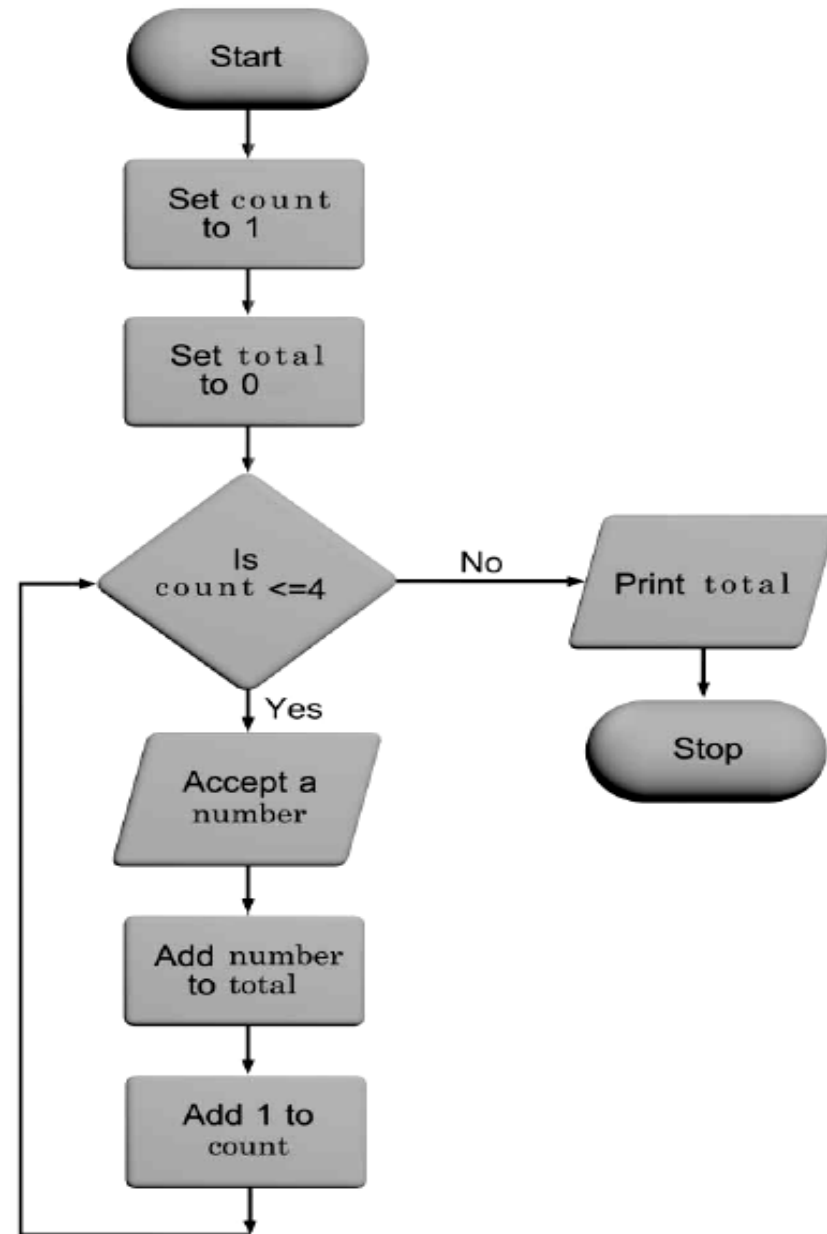 Start
Set count
to 1
Set total
to 0
Is
count <=4
No
Print total
Stop
Yes
Accept a
number
Add number
to total
Add 1 to
count